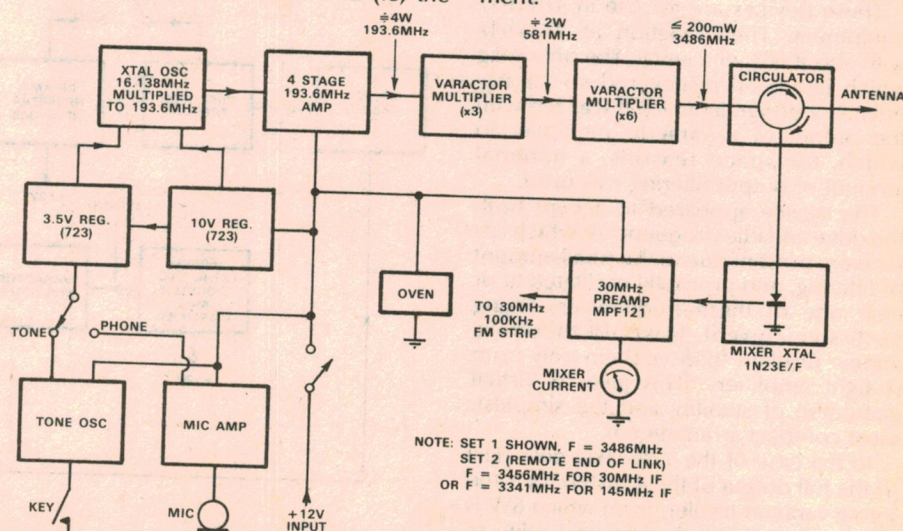 (to) the
ment.
≑4W
193.6MHz
≑ 2W
581MHz
≤ 200mW
3486MHz
XTAL OSC
16.138MHz
MULTIPLIED
TO 193.6MHz
4 STAGE
193.6MHz
AMP
VARACTOR
MULTIPLIER
(x3)
VARACTOR
MULTIPLIER
(x6)
CIRCULATOR
ANTENNA
3.5V REG.
(723)
10V REG.
(723)
OVEN
TO 30MHz
100KHz
FM STRIP
30MHz
PREAMP
MPF121
MIXER XTAL
1N23E/F
TONE
PHONE
MIXER
CURRENT
TONE OSC
MIC AMP
NOTE: SET 1 SHOWN, F = 3486MHz
SET 2 (REMOTE END OF LINK)
F = 3456MHz FOR 30MHz IF
OR F = 3341MHz FOR 145MHz IF
KEY
MIC
+12V
INPUT